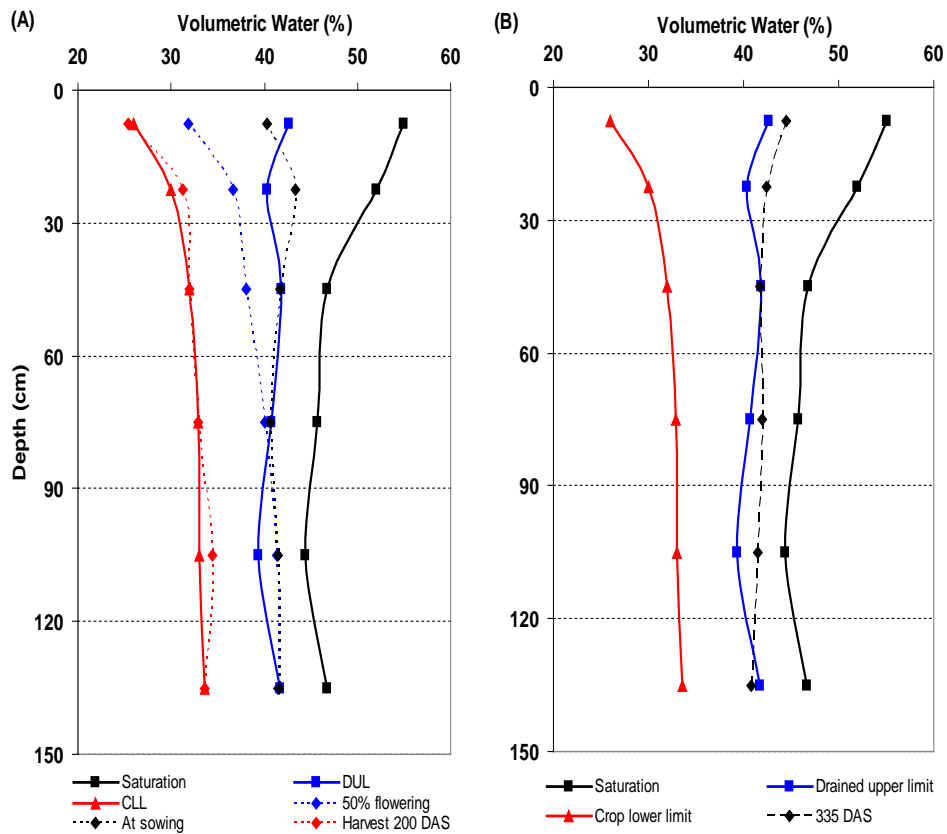 (A)
Volumetric Water (%)
20 30 40 50 60
0
30
60
90
120
150
Depth (cm)
Saturation DUL
CLL 50% flowering
At sowing Harvest 200 DAS
(B)
Volumetric Water (%)
20 30 40 50 60
0
30
60
90
120
150
Saturation Drained upper limit
Crop lower limit 335 DAS